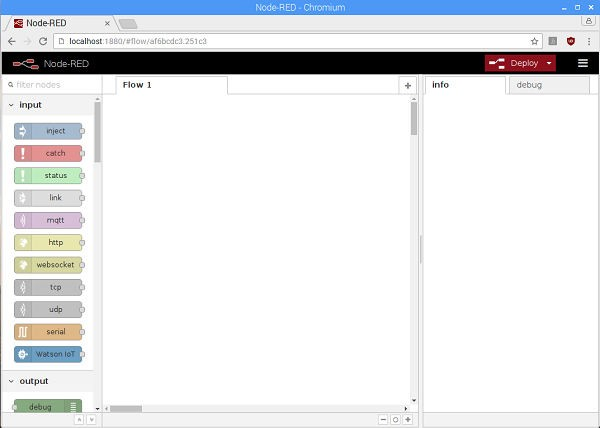 Node-RED - Chromium
Node-RED
localhost:1880/#flow/af6bcdc3.251c3
Node-RED
Deploy
filter nodes
Flow 1
info
debug
input
inject
catch
status
link
mqtt
http
websocket
tcp
udp
serial
Watson IoT
output
debug